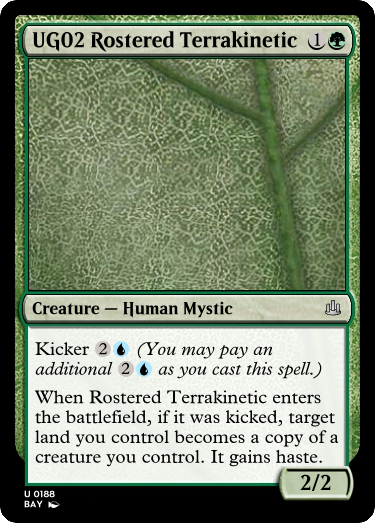 UG02 Rostered Terrakinetic 1
Creature — Human Mystic
Kicker 2 (You may pay an
additional 2 as you cast this spell.)
When Rostered Terrakinetic enters
the battlefield, if it was kicked, target
land you control becomes a copy of a
creature you control. It gains haste.
2/2
U 0188
BAY